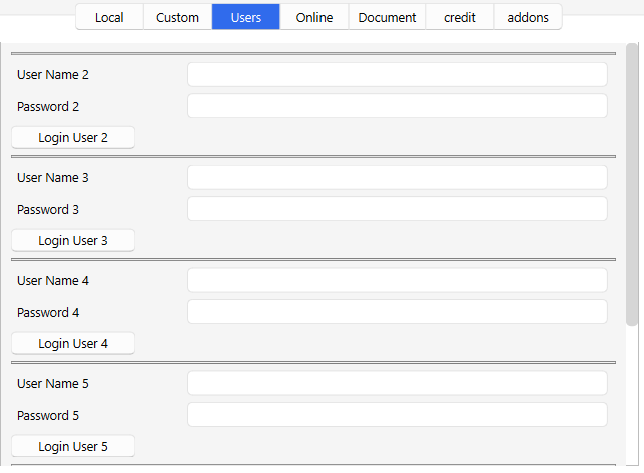 Local Custom Users Online Document credit addons
User Name 2
Password 2
Login User 2
User Name 3
Password 3
Login User 3
User Name 4
Password 4
Login User 4
User Name 5
Password 5
Login User 5